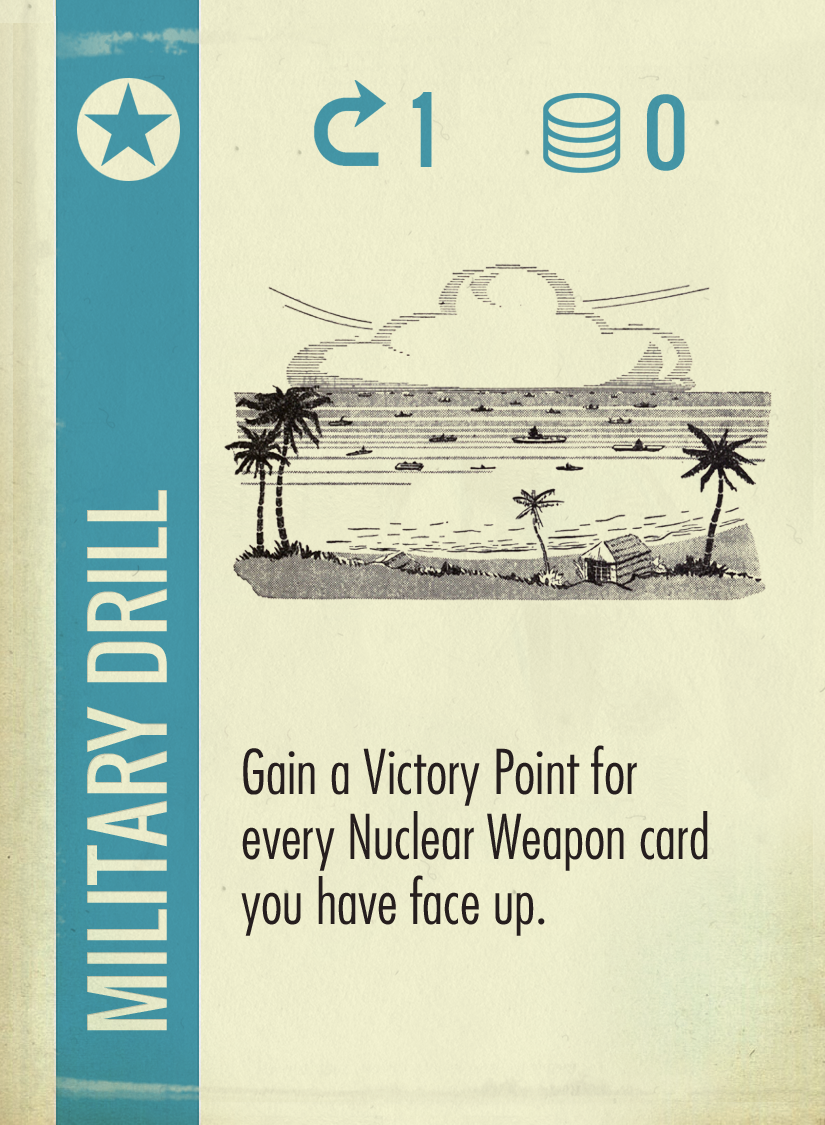 1 0
MILITARY DRILL
Gain a Victory Point for
every Nuclear Weapon card
you have face up.